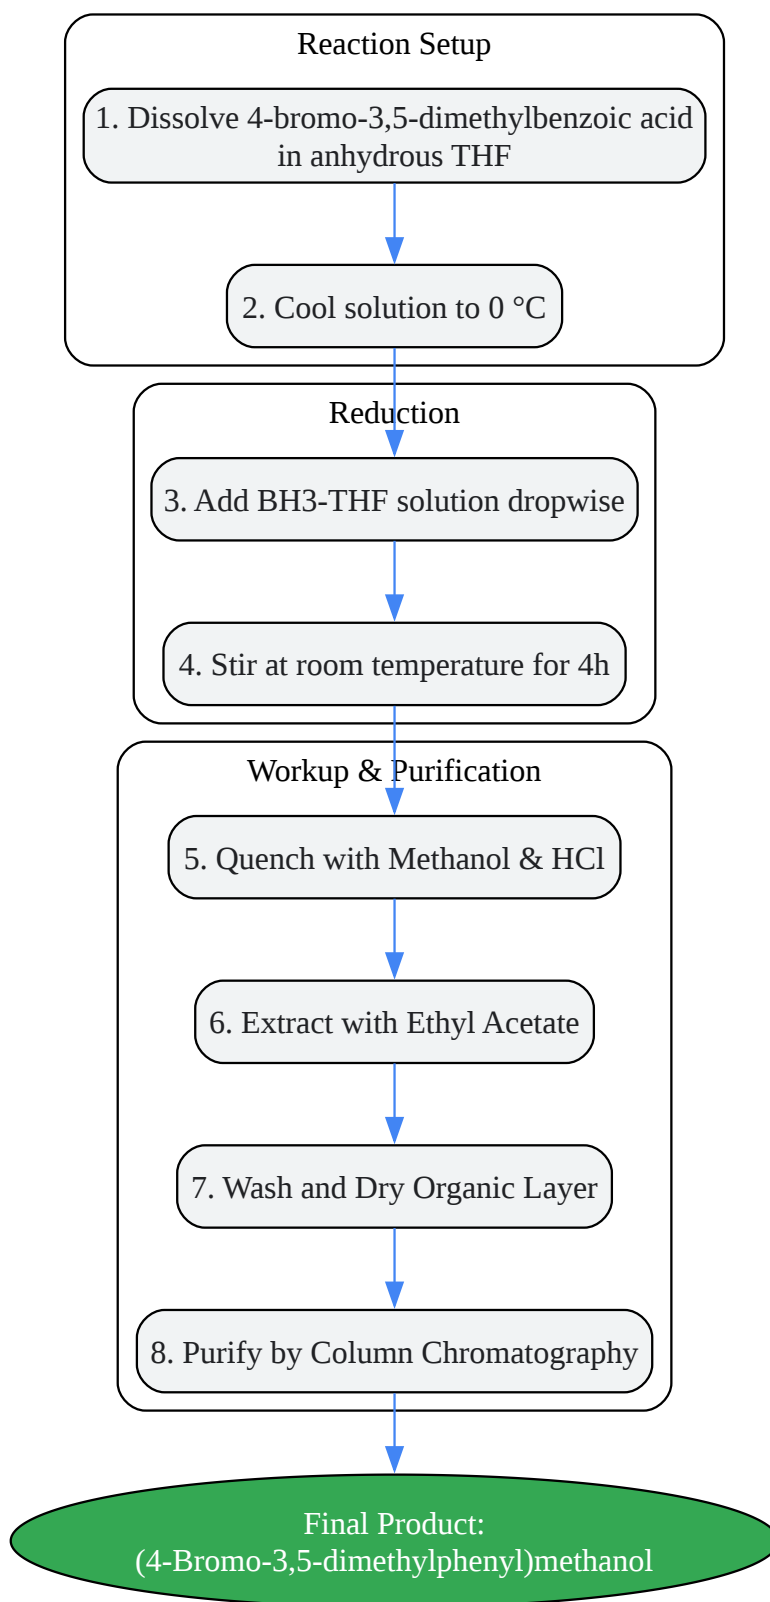 Reaction Setup
1. Dissolve 4-bromo-3,5-dimethylbenzoic acid
in anhydrous THF
2. Cool solution to 0 °C
Reduction
3. Add BH3-THF solution dropwise
4. Stir at room temperature for 4h
Workup & Purification
5. Quench with Methanol & HCl
6. Extract with Ethyl Acetate
7. Wash and Dry Organic Layer
8. Purify by Column Chromatography
Final Product:
(4-Bromo-3,5-dimethylphenyl)methanol